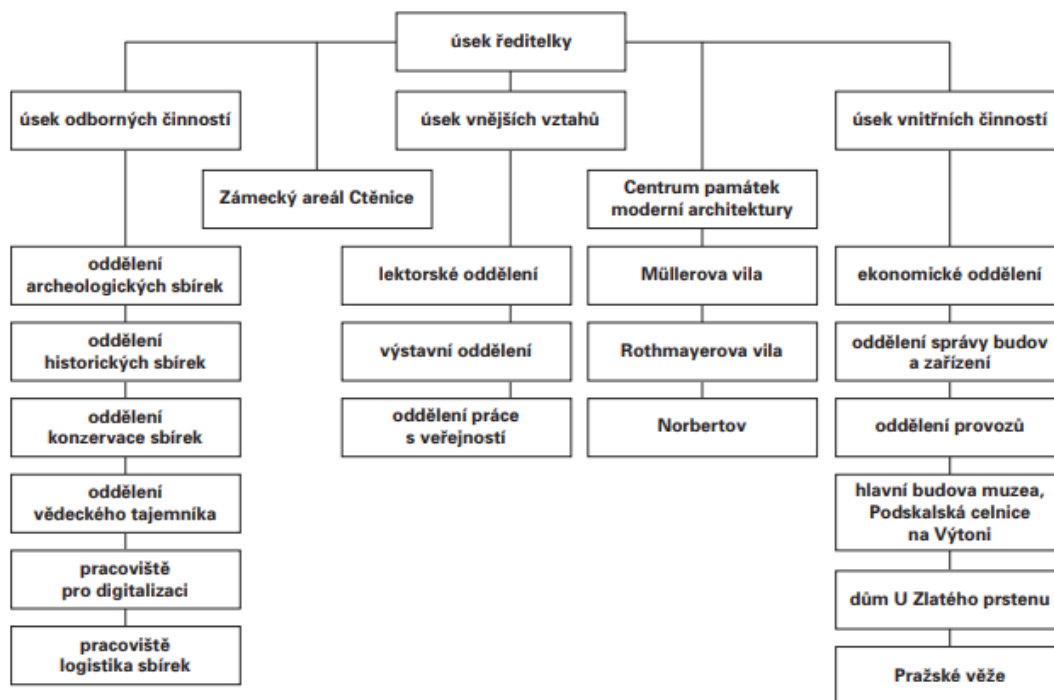 úsek ředitelky
úsek odborných činností
úsek vnějších vztahů
úsek vnitřních činností
Zámecký areál Ctěnice
Centrum památek
moderní architektury
oddělení
archeologických sbírek
lektorské oddělení
Müllerova vila
ekonomické oddělení
oddělení
historických sbírek
výstavní oddělení
Rothmayerova vila
oddělení správy budov
a zařízení
oddělení
konzervace sbírek
oddělení práce
s veřejností
Norbertov
oddělení provozů
oddělení
vědeckého tajemníka
hlavní budova muzea,
Podskalská celnice
na Výtoni
pracoviště
pro digitalizaci
dům U Zlatého prstenu
pracoviště
logistika sbírek
Pražské věže